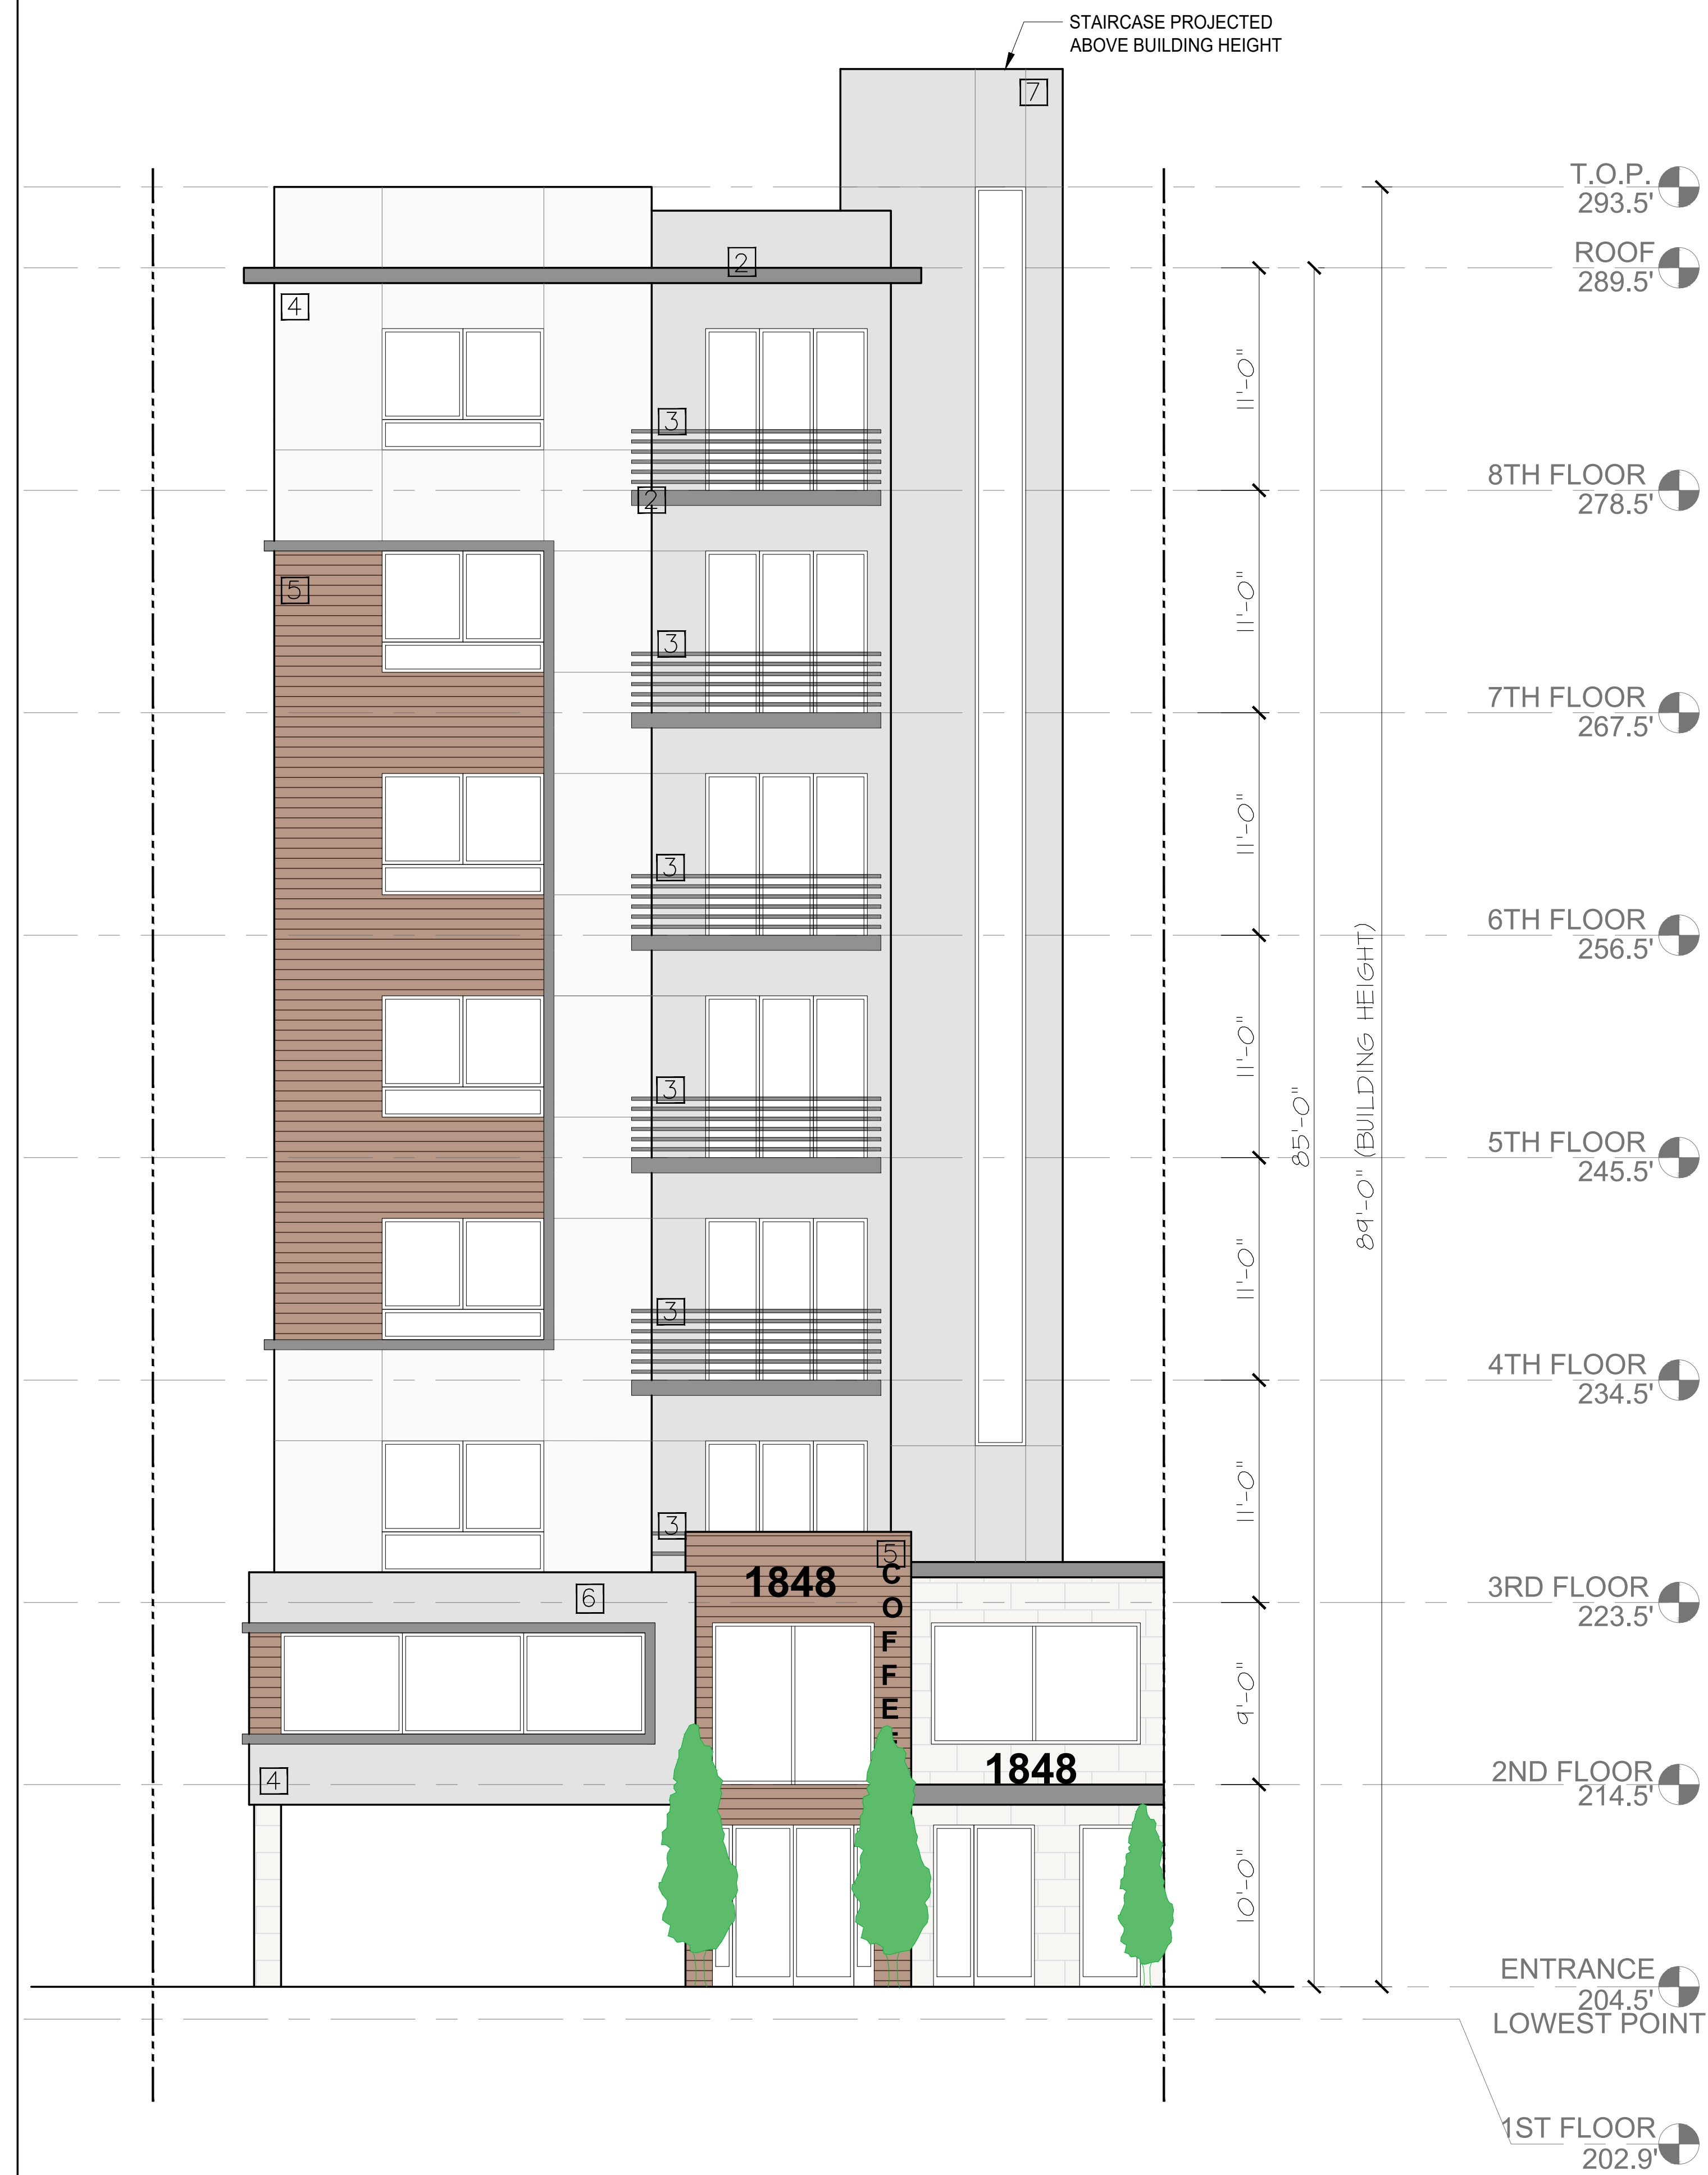 STAIRCASE PROJECTED
ABOVE BUILDING HEIGHT
7
T.O.P.
293.5'
2
ROOF
289.5'
4
11'-0"
3
8TH FLOOR
278.5'
2
5
11'-0"
3
7TH FLOOR
267.5'
11'-0"
3
6TH FLOOR
256.5'
89'-0" (BUILDING HEIGHT)
11'-0"
3
85'-0"
5TH FLOOR
245.5'
11'-0"
3
4TH FLOOR
234.5'
11'-0"
3
5
1848
COFFEE
6
3RD FLOOR
223.5'
9'-0"
1848
4
2ND FLOOR
214.5'
10'-0"
ENTRANCE
204.5'
LOWEST POINT
1ST FLOOR
202.9'